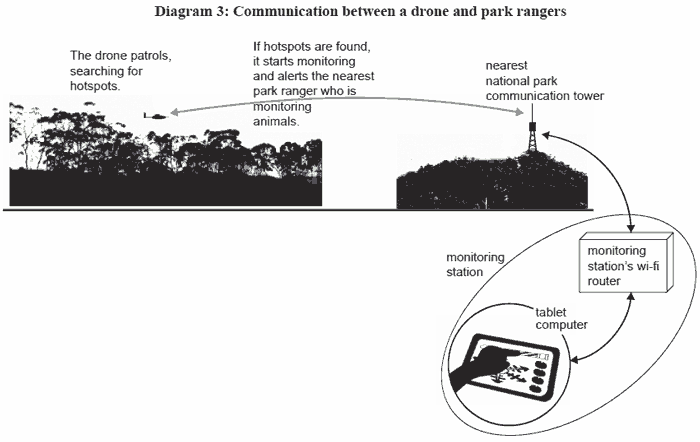 Diagram 3: Communication between a drone and park rangers
The drone patrols,
searching for
hotspots.
If hotspots are found,
it starts monitoring
and alerts the nearest
park ranger who is
monitoring
animals.
nearest
national park
communication tower
monitoring
station
monitoring
station's wi-fi
router
tablet
computer